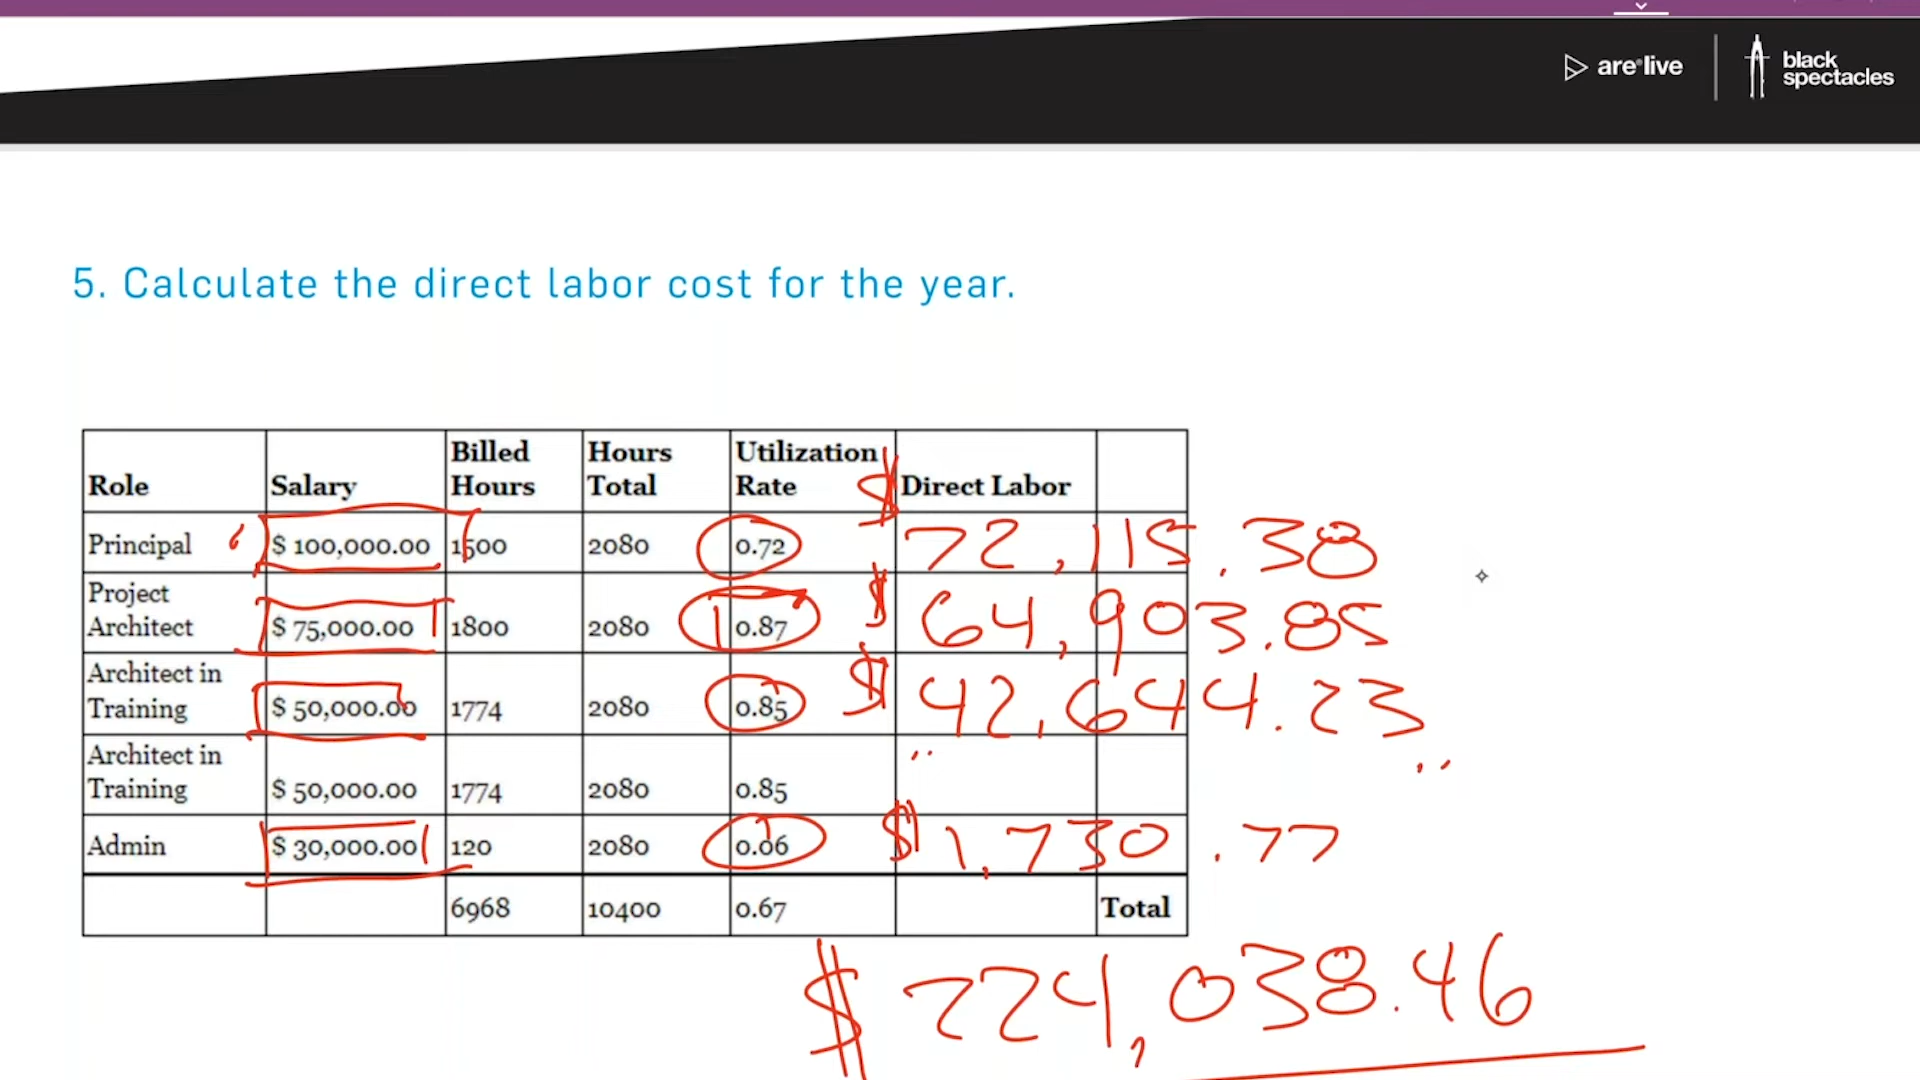 are live
black
spectacles
5. Calculate the direct labor cost for the year.
Role Salary Billed Hours Hours Total Utilization Rate $ Direct Labor
Principal $ 100,000.00 1500 2080 0.72 72,115.38
Project Architect $ 75,000.00 1800 2080 0.87 $ 64,903.85
Architect in Training $ 50,000.00 1774 2080 0.85 $ 42,644.23
Architect in Training $ 50,000.00 1774 2080 0.85 " "
Admin $ 30,000.00 120 2080 0.06 $ 1,730.77
6968 10400 0.67 Total
$ 224,038.46